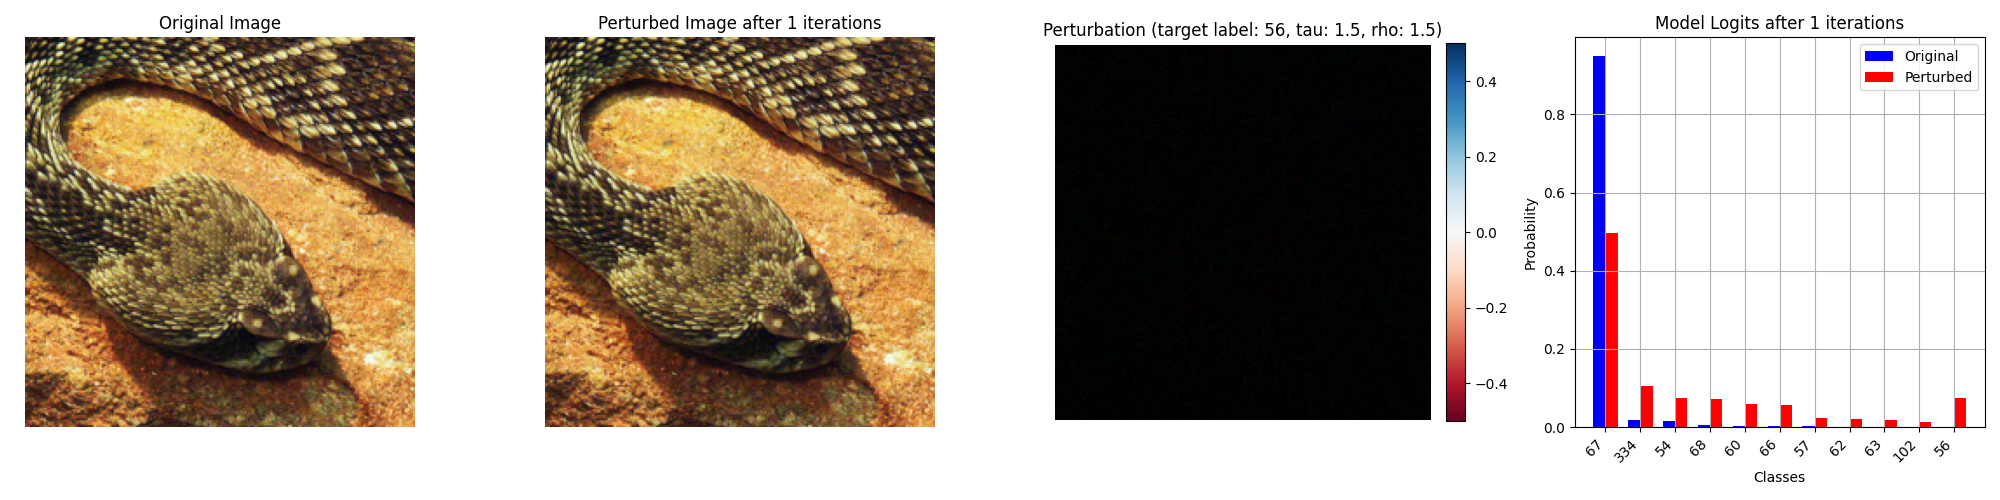 Original Image
Perturbed Image after 1 iterations
Perturbation (target label: 56, tau: 1.5, rho: 1.5)
0.4
0.2
0.0
−0.2
−0.4
Model Logits after 1 iterations
Original
Perturbed
Probability
0.8
0.6
0.4
0.2
0.0
67
334
54
68
60
66
57
62
63
102
56
Classes